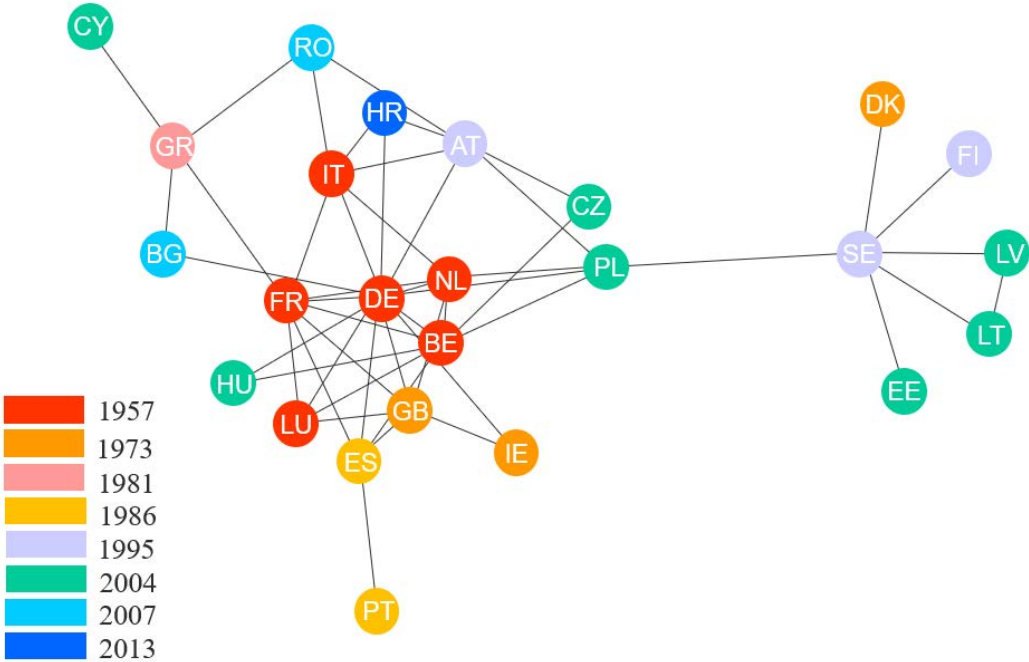 CY
RO
DK
HR
GR
AT
FI
IT
CZ
BG
SE
LV
PL
NL
FR
DE
LT
BE
HU
EE
GB
LU
IE
ES
PT
1957
1973
1981
1986
1995
2004
2007
2013